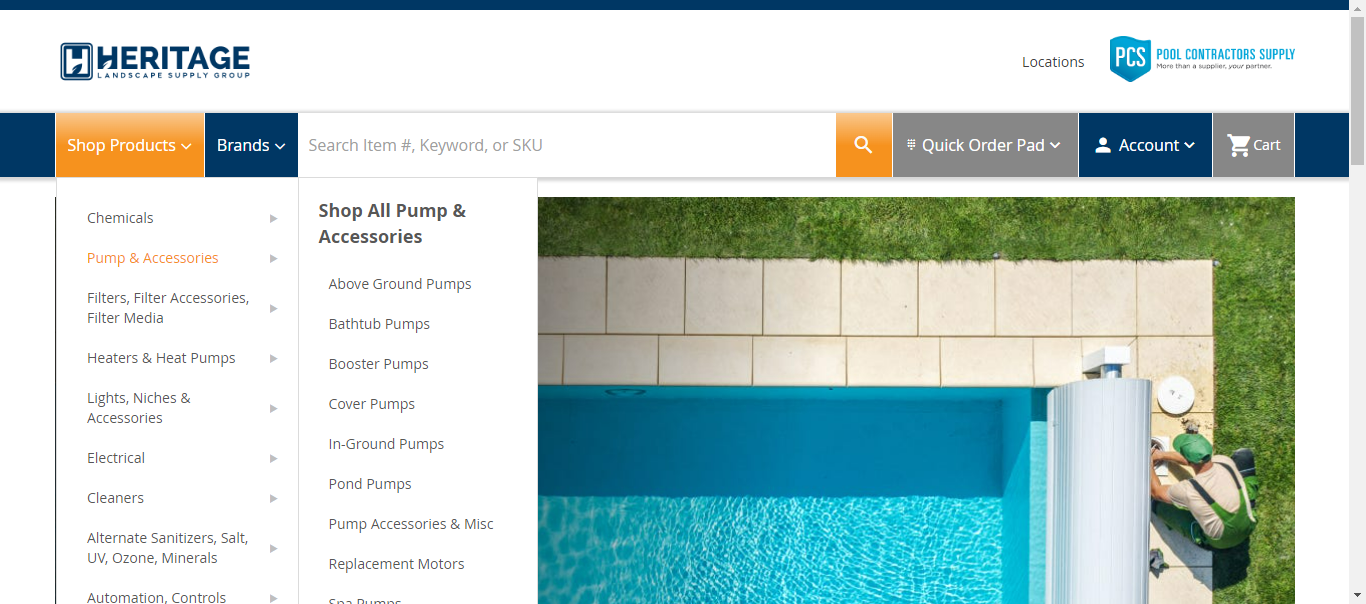 HERITAGE
LANDSCAPE SUPPLY GROUP
Locations
PCS
POOL CONTRACTORS SUPPLY
More than a supplier, your partner.
Shop Products
Brands
Search Item #, Keyword, or SKU
Quick Order Pad
Account
Cart
Chemicals
Pump & Accessories
Filters, Filter Accessories,
Filter Media
Heaters & Heat Pumps
Lights, Niches &
Accessories
Electrical
Cleaners
Alternate Sanitizers, Salt,
UV, Ozone, Minerals
Automation, Controls
Shop All Pump &
Accessories
Above Ground Pumps
Bathtub Pumps
Booster Pumps
Cover Pumps
In-Ground Pumps
Pond Pumps
Pump Accessories & Misc
Replacement Motors
Spa Pumps